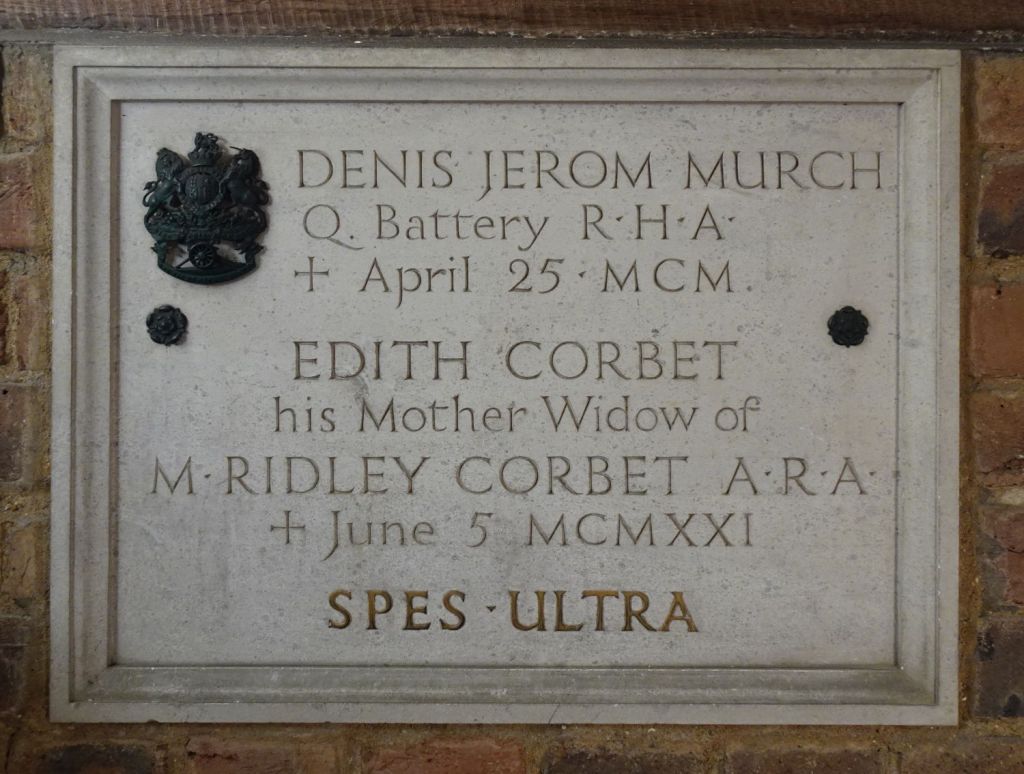 DENIS JEROM MURCH
Q. Battery R·H·A·
+ April 25·MCM.
EDITH CORBET
his Mother Widow of
M·RIDLEY CORBET A·R·A·
+ June 5 MCMXXI
SPES·ULTRA